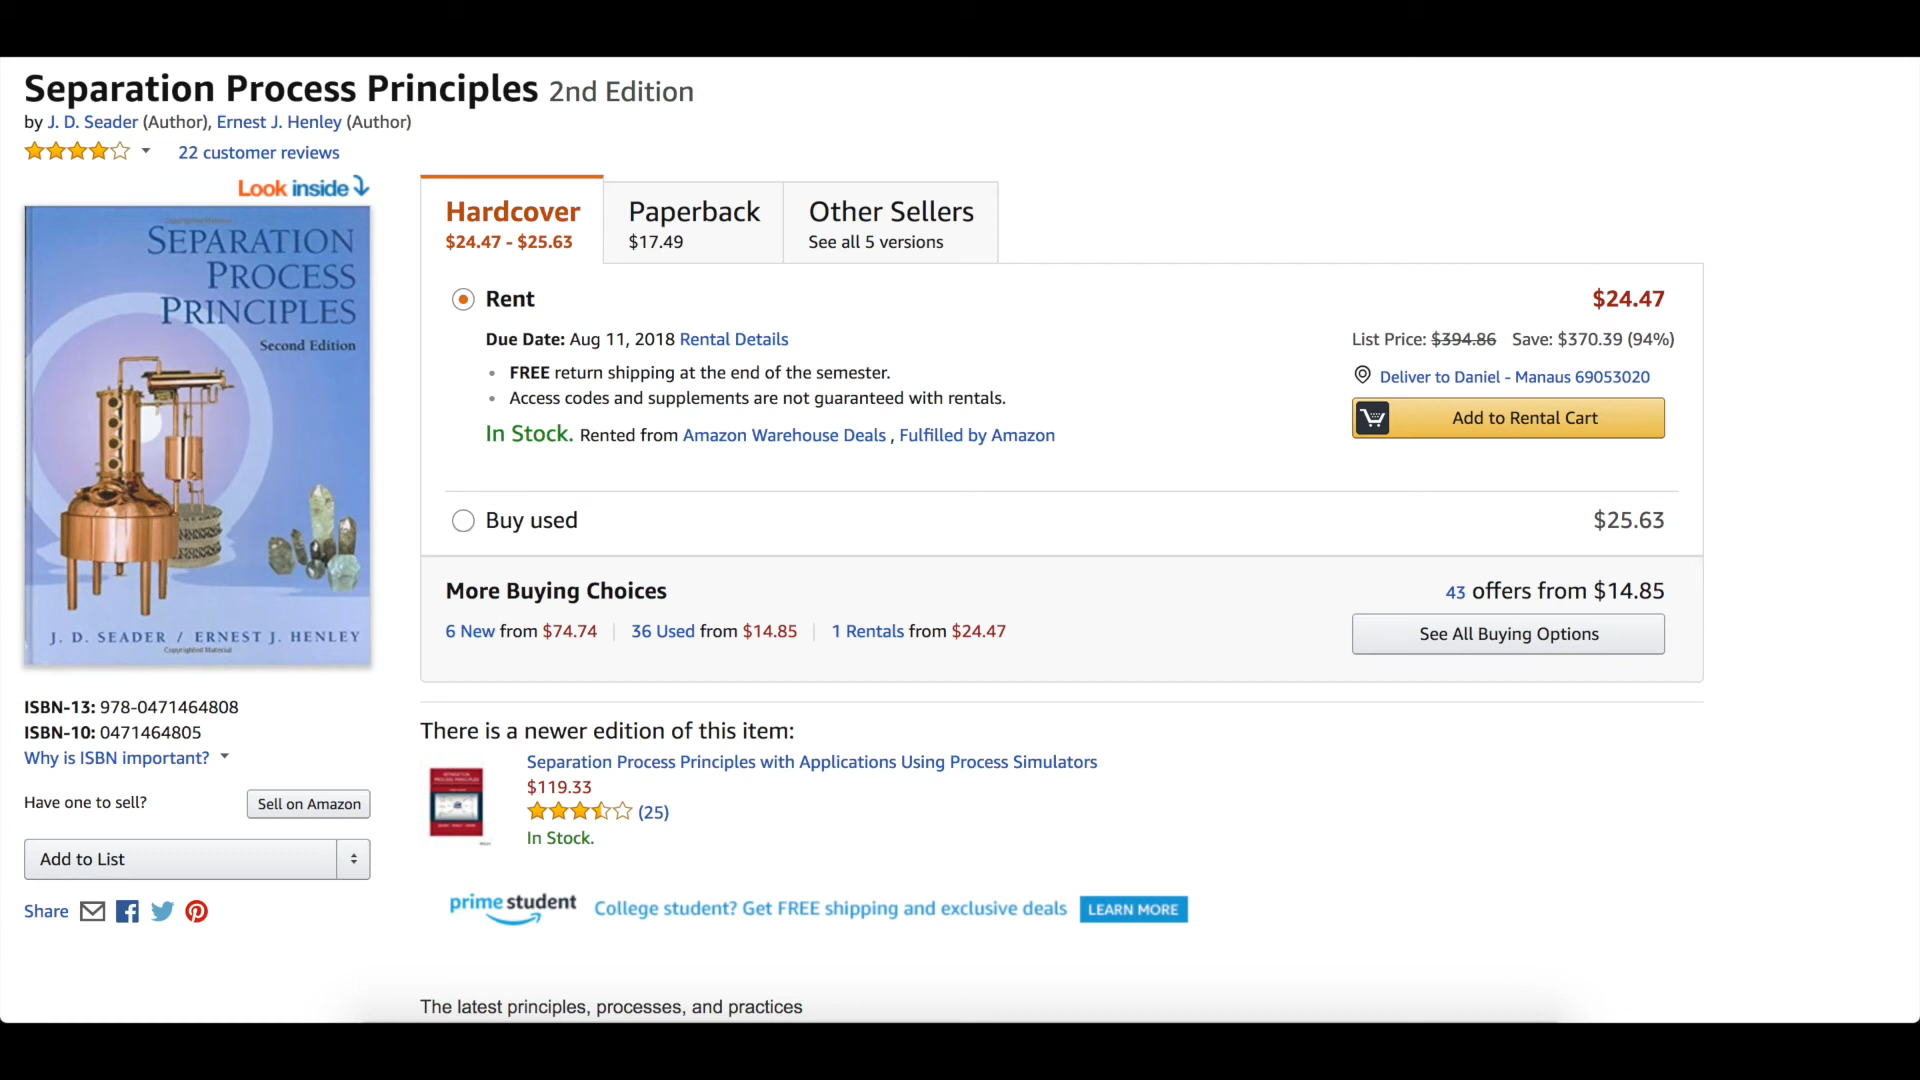 Separation Process Principles 2nd Edition
by J. D. Seader (Author), Ernest J. Henley (Author)
22 customer reviews
Look inside
SEPARATION
PROCESS
PRINCIPLES
Second Edition
J. D. SEADER / ERNEST J. HENLEY
Copyrighted Material
ISBN-13: 978-0471464808
ISBN-10: 0471464805
Why is ISBN important?
Have one to sell? Sell on Amazon
Add to List
Share
Hardcover
$24.47 - $25.63
Paperback
$17.49
Other Sellers
See all 5 versions
Rent $24.47
Due Date: Aug 11, 2018 Rental Details
• FREE return shipping at the end of the semester.
• Access codes and supplements are not guaranteed with rentals.
In Stock. Rented from Amazon Warehouse Deals , Fulfilled by Amazon
List Price: $394.86 Save: $370.39 (94%)
Deliver to Daniel - Manaus 69053020
Add to Rental Cart
Buy used $25.63
More Buying Choices
6 New from $74.74 36 Used from $14.85 1 Rentals from $24.47
43 offers from $14.85
See All Buying Options
There is a newer edition of this item:
Separation Process Principles with Applications Using Process Simulators
$119.33
(25)
In Stock.
prime student College student? Get FREE shipping and exclusive deals LEARN MORE
The latest principles, processes, and practices